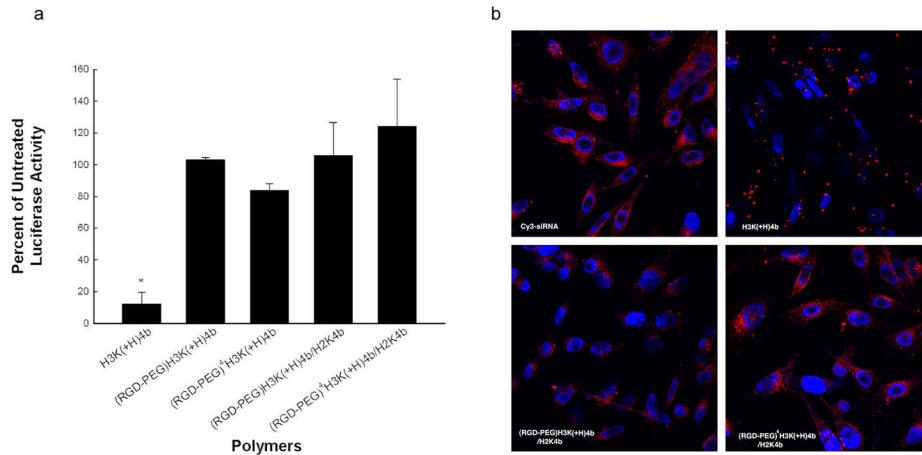 a
b
Percent of Untreated
Luciferase Activity
160
140
120
100
80
60
40
20
0
*
H3K(+H)4b
(RGD-PEG)H3K(+H)4b
(RGD-PEG)⁴H3K(+H)4b
(RGD-PEG)H3K(+H)4b/H2K4b
(RGD-PEG)⁴H3K(+H)4b/H2K4b
Polymers
Cy3-siRNA
H3K(+H)4b
(RGD-PEG)H3K(+H)4b
/H2K4b
(RGD-PEG)⁴H3K(+H)4b
/H2K4b